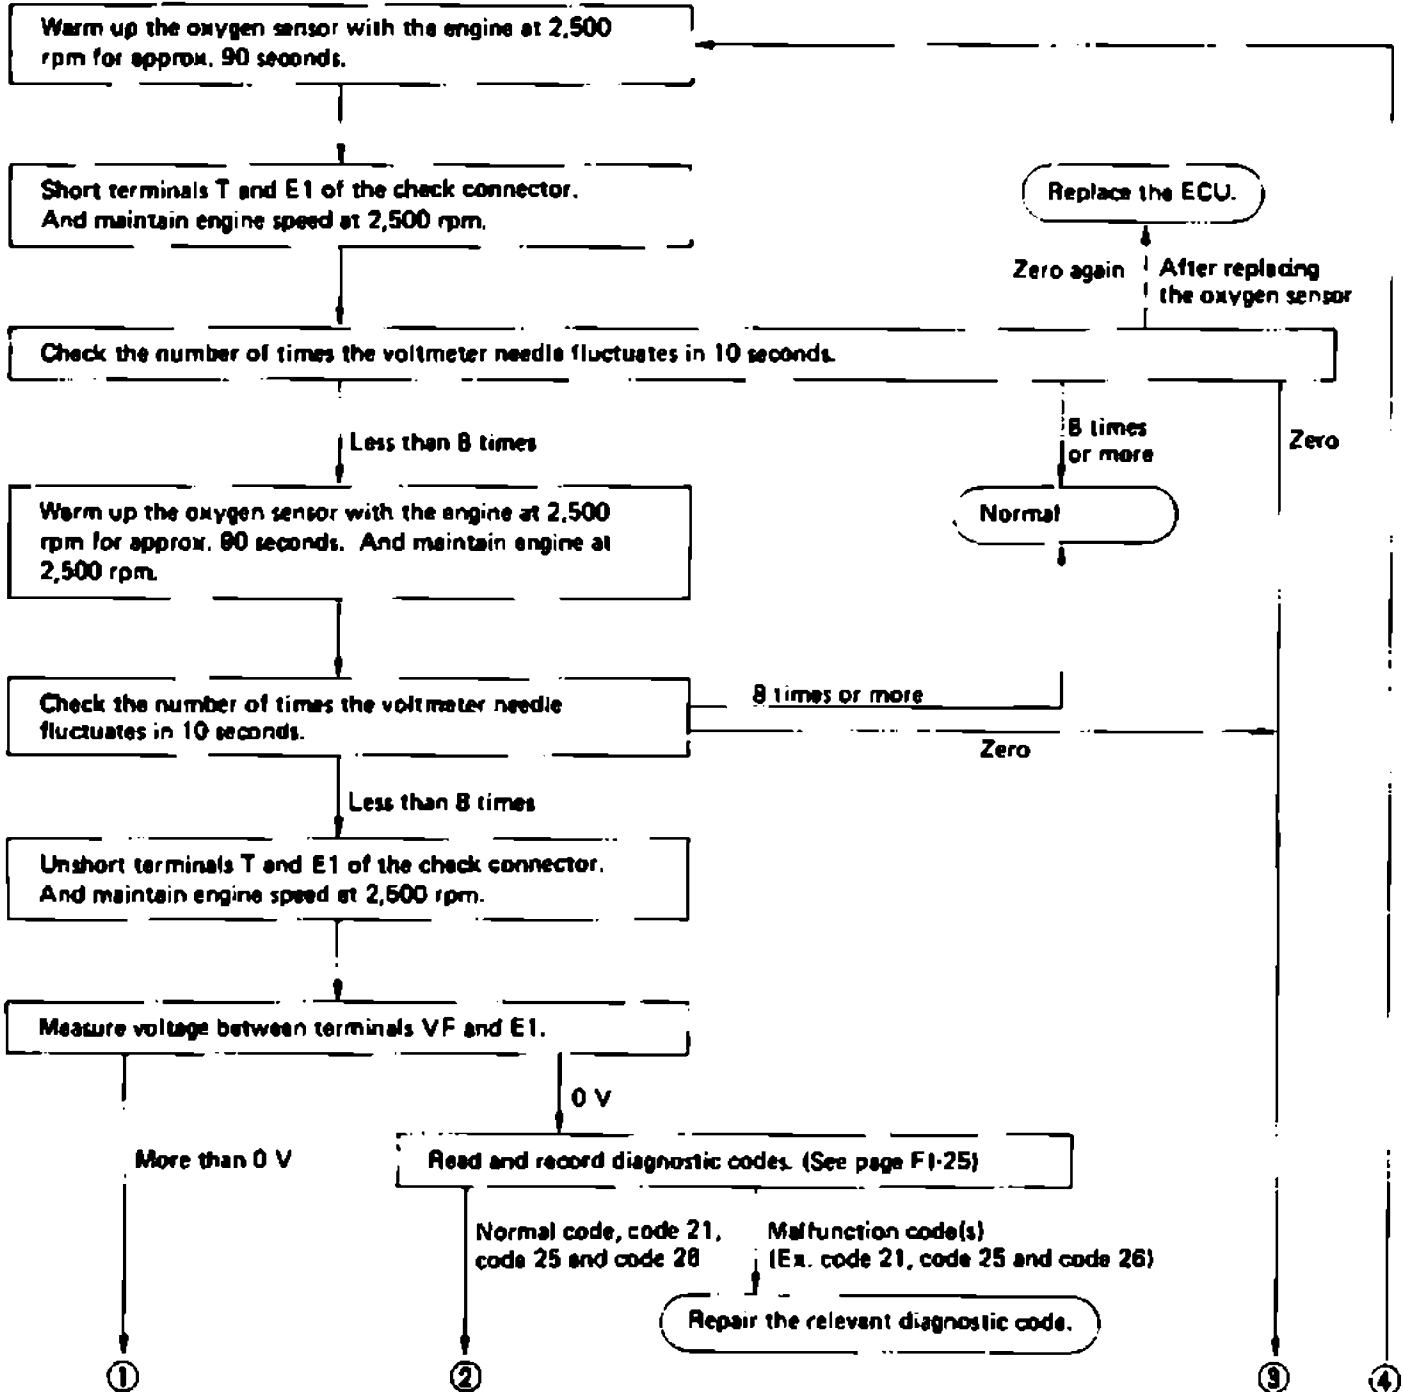 Warm up the oxygen sensor with the engine at 2,500
rpm for approx. 90 seconds.
Short terminals T and E1 of the check connector.
And maintain engine speed at 2,500 rpm.
Replace the ECU.
Zero again
After replacing
the oxygen sensor
Check the number of times the voltmeter needle fluctuates in 10 seconds.
Less than 8 times
8 times
or more
Zero
Warm up the oxygen sensor with the engine at 2,500
rpm for approx. 90 seconds. And maintain engine at
2,500 rpm.
Normal
Check the number of times the voltmeter needle
fluctuates in 10 seconds.
8 times or more
Zero
Less than 8 times
Unshort terminals T and E1 of the check connector.
And maintain engine speed at 2,500 rpm.
Measure voltage between terminals VF and E1.
0 V
More than 0 V
Read and record diagnostic codes. (See page FI-25)
Normal code, code 21,
code 25 and code 26
Malfunction code(s)
(Ex. code 21, code 25 and code 26)
Repair the relevant diagnostic code.
① ② ③ ④